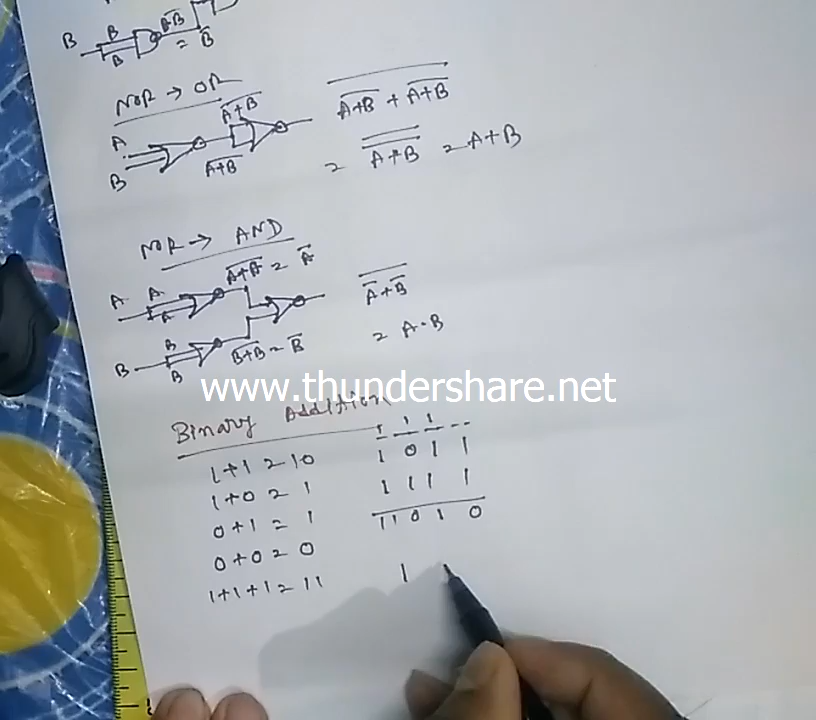 B B A̅B̅
B = B̅
NOR → OR
A A̅+̅B̅
B A̅+̅B̅
A̅+̅B̅ + A̅+̅B̅
= A+B = A+B
NOR → AND
A A A̅+̅A̅ = A̅
A
B B̅+̅B̅ = B̅
B
A̅+B̅
= A·B
www.thundershare.net
Binary Addition
1+1=10
1+0=1
0+1=1
0+0=0
1+1+1=11
1 1 1
1 0 1 1
1 1 1 1
1 1 0 1 0
1